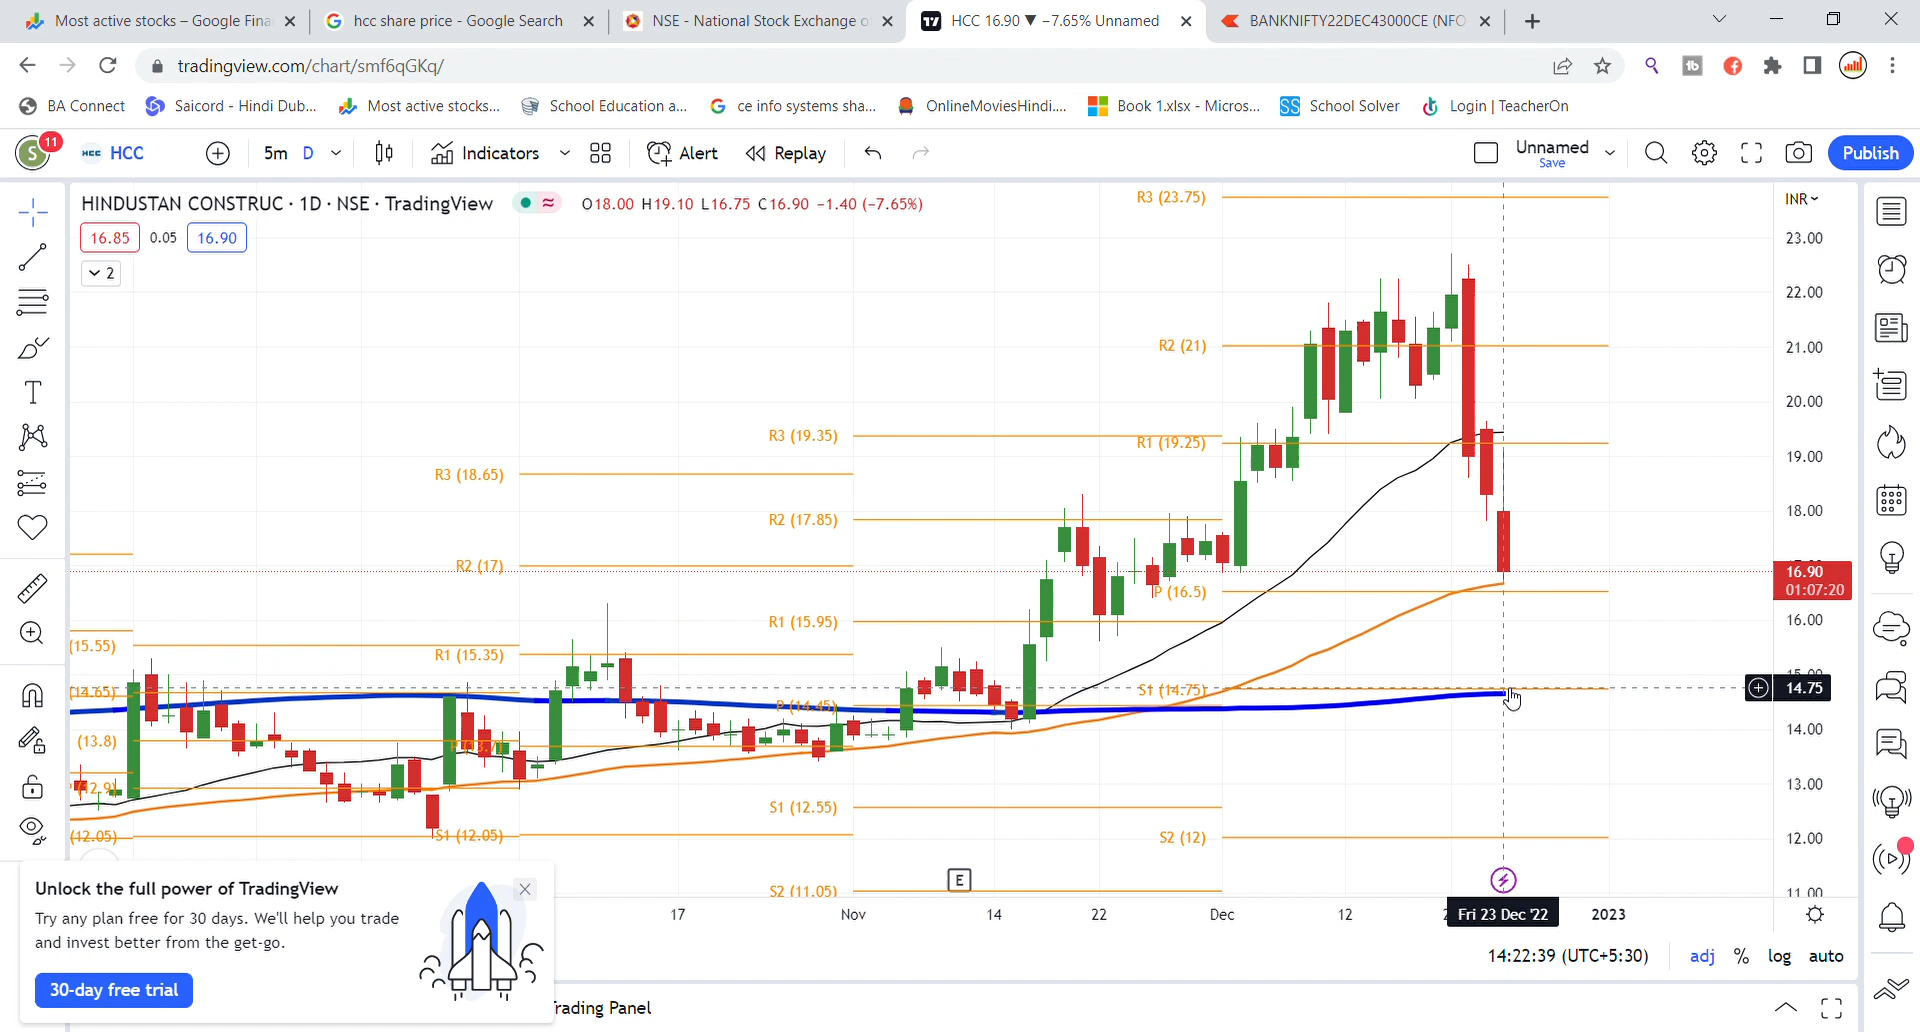 Most active stocks – Google Fina
hcc share price - Google Search
NSE - National Stock Exchange o
HCC 16.90 ▼ −7.65% Unnamed
BANKNIFTY22DEC43000CE (NFO
tradingview.com/chart/smf6qGKq/
BA Connect
Saicord - Hindi Dub...
Most active stocks...
School Education a...
ce info systems sha...
OnlineMoviesHindi....
Book 1.xlsx - Micros...
School Solver
Login | TeacherOn
S
11
HCC
HCC
5m
D
Indicators
Alert
Replay
Unnamed
Save
Publish
HINDUSTAN CONSTRUC · 1D · NSE · TradingView
O18.00 H19.10 L16.75 C16.90 −1.40 (−7.65%)
16.85
0.05
16.90
2
INR
R3 (23.75)
R2 (21)
R1 (19.25)
P (16.5)
S1 (14.75)
S2 (12)
R3 (19.35)
R2 (17.85)
R1 (15.95)
P (14.45)
S1 (12.55)
S2 (11.05)
R3 (18.65)
R2 (17)
R1 (15.35)
S1 (12.05)
(15.55)
(14.65)
(13.8)
(12.05)
23.00
22.00
21.00
20.00
19.00
18.00
16.90
01:07:20
16.00
14.75
14.00
13.00
12.00
11.00
E
17
Nov
14
22
Dec
12
Fri 23 Dec '22
2023
14:22:39 (UTC+5:30)
adj
%
log
auto
Unlock the full power of TradingView
Try any plan free for 30 days. We'll help you trade
and invest better from the get-go.
30-day free trial
rading Panel